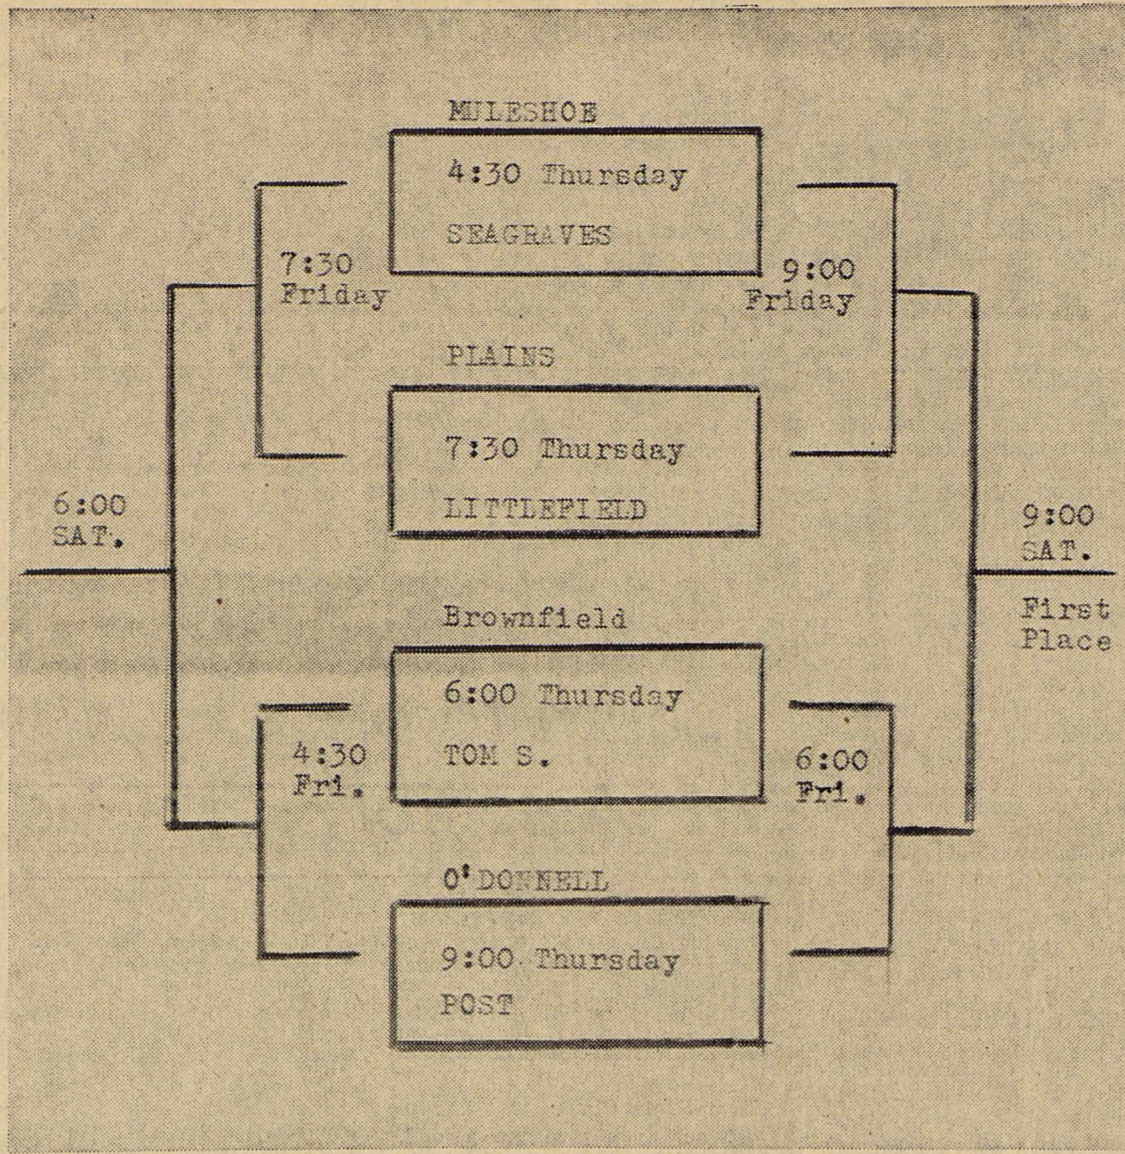 MULESHOE
4:30 Thursday
SEAGRAVES
7:30
Friday
9:00
Friday
PLAINS
7:30 Thursday
LITTLEFIELD
6:00
SAT.
9:00
SAT.
First
Place
Brownfield
6:00 Thursday
TOM S.
4:30
Fri.
6:00
Fri.
O'DONNELL
9:00 Thursday
POST